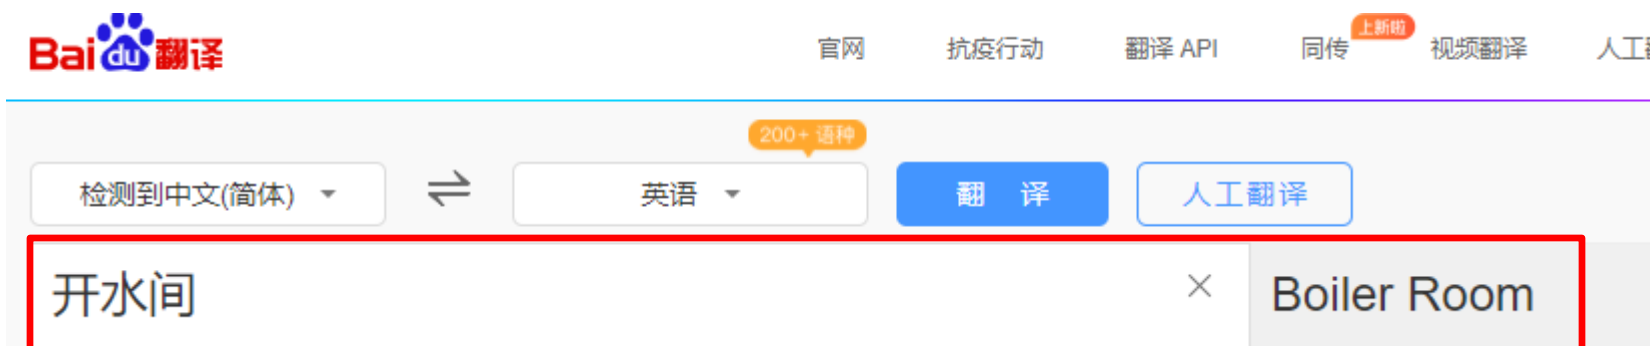 Bai du 翻译
官网 抗疫行动 翻译 API 同传 上新啦 视频翻译 人工
200+ 语种
检测到中文(简体) 英语 翻 译 人工翻译
开水间 Boiler Room